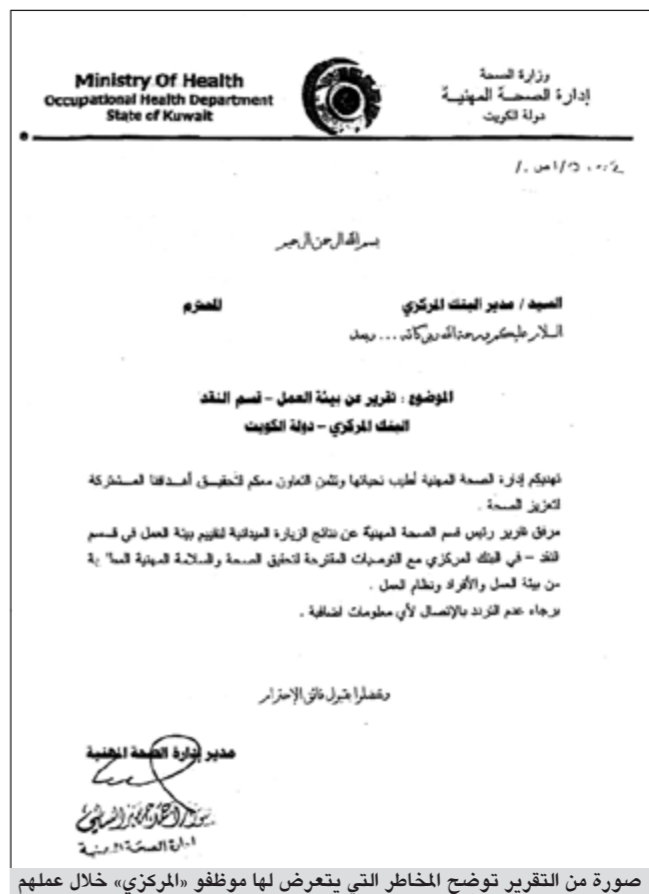 Ministry Of Health
Occupational Health Department
State of Kuwait
وزارة الصحة
إدارة الصحة المهنية
دولة الكويت
بسم الله الرحمن الرحيم
السيد / مدير البنك المركزي المحترم
السلام عليكم ورحمة الله وبركاته ... وبعد
الموضوع : تقرير عن بيئة العمل – قسم النقد
البنك المركزي – دولة الكويت
تهديكم إدارة الصحة المهنية أطيب تحياتها وتثمن التعاون معكم لتحقيق أهدافنا المشتركة
لتعزيز الصحة .
مرفق تقرير رئيس قسم الصحة المهنية عن نتائج الزيارة الميدانية لتقييم بيئة العمل في قسم
النقد – في البنك المركزي مع التوصيات المقترحة لتحقيق الصحة والسلامة المهنية
من بيئة العمل والأفراد ونظام العمل .
برجاء عدم التردد بالإتصال لأي معلومات اضافية .
وتفضلوا بقبول فائق الإحترام
مدير إدارة الصحة المهنية
إدارة الصحة المهنية
صورة من التقرير توضح المخاطر التي يتعرض لها موظفو «المركزي» خلال عملهم